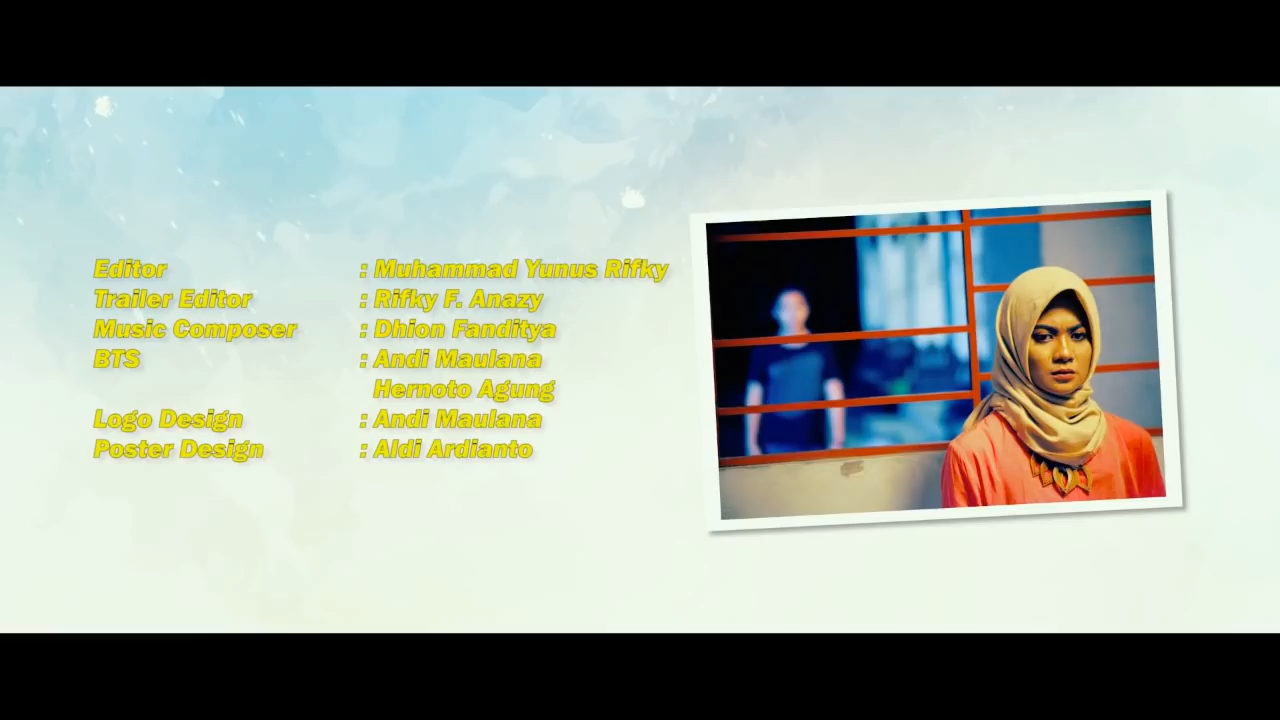 Editor : Muhammad Yunus Rifky
Trailer Editor : Rifky F. Anazy
Music Composer : Dhion Fanditya
BTS : Andi Maulana
Hernoto Agung
Logo Design : Andi Maulana
Poster Design : Aldi Ardianto